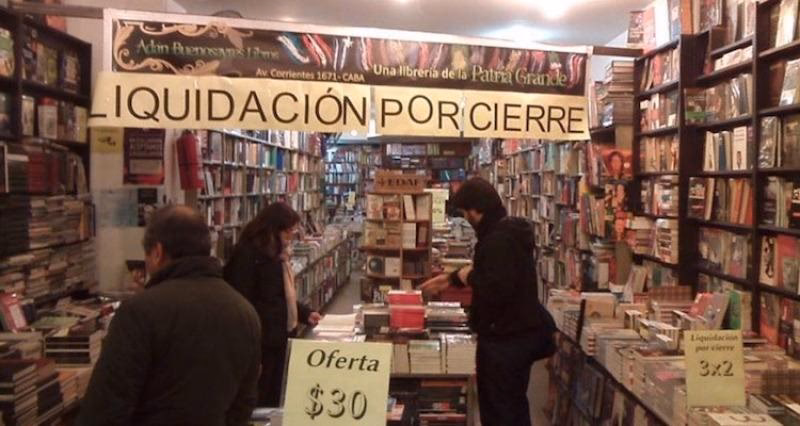 Adan Buenosayres Libros
Av. Corrientes 1671 - CABA Una librería de la Patria Grande
LIQUIDACIÓN POR CIERRE
EDAF
Oferta
$30
Liquidación
por cierre
3x2